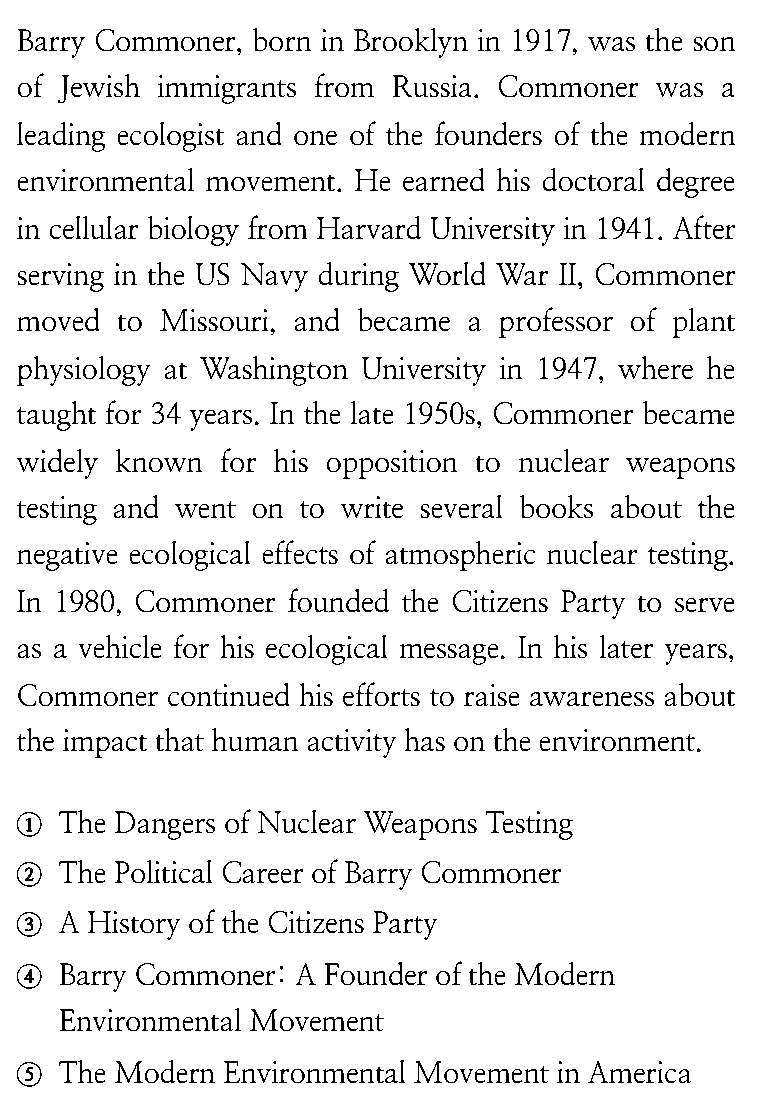 Barry Commoner, born in Brooklyn in 1917, was the son
of Jewish immigrants from Russia. Commoner was a
leading ecologist and one of the founders of the modern
environmental movement. He earned his doctoral degree
in cellular biology from Harvard University in 1941. After
serving in the US Navy during World War II, Commoner
moved to Missouri, and became a professor of plant
physiology at Washington University in 1947, where he
taught for 34 years. In the late 1950s, Commoner became
widely known for his opposition to nuclear weapons
testing and went on to write several books about the
negative ecological effects of atmospheric nuclear testing.
In 1980, Commoner founded the Citizens Party to serve
as a vehicle for his ecological message. In his later years,
Commoner continued his efforts to raise awareness about
the impact that human activity has on the environment.
① The Dangers of Nuclear Weapons Testing
② The Political Career of Barry Commoner
③ A History of the Citizens Party
④ Barry Commoner: A Founder of the Modern
Environmental Movement
⑤ The Modern Environmental Movement in America